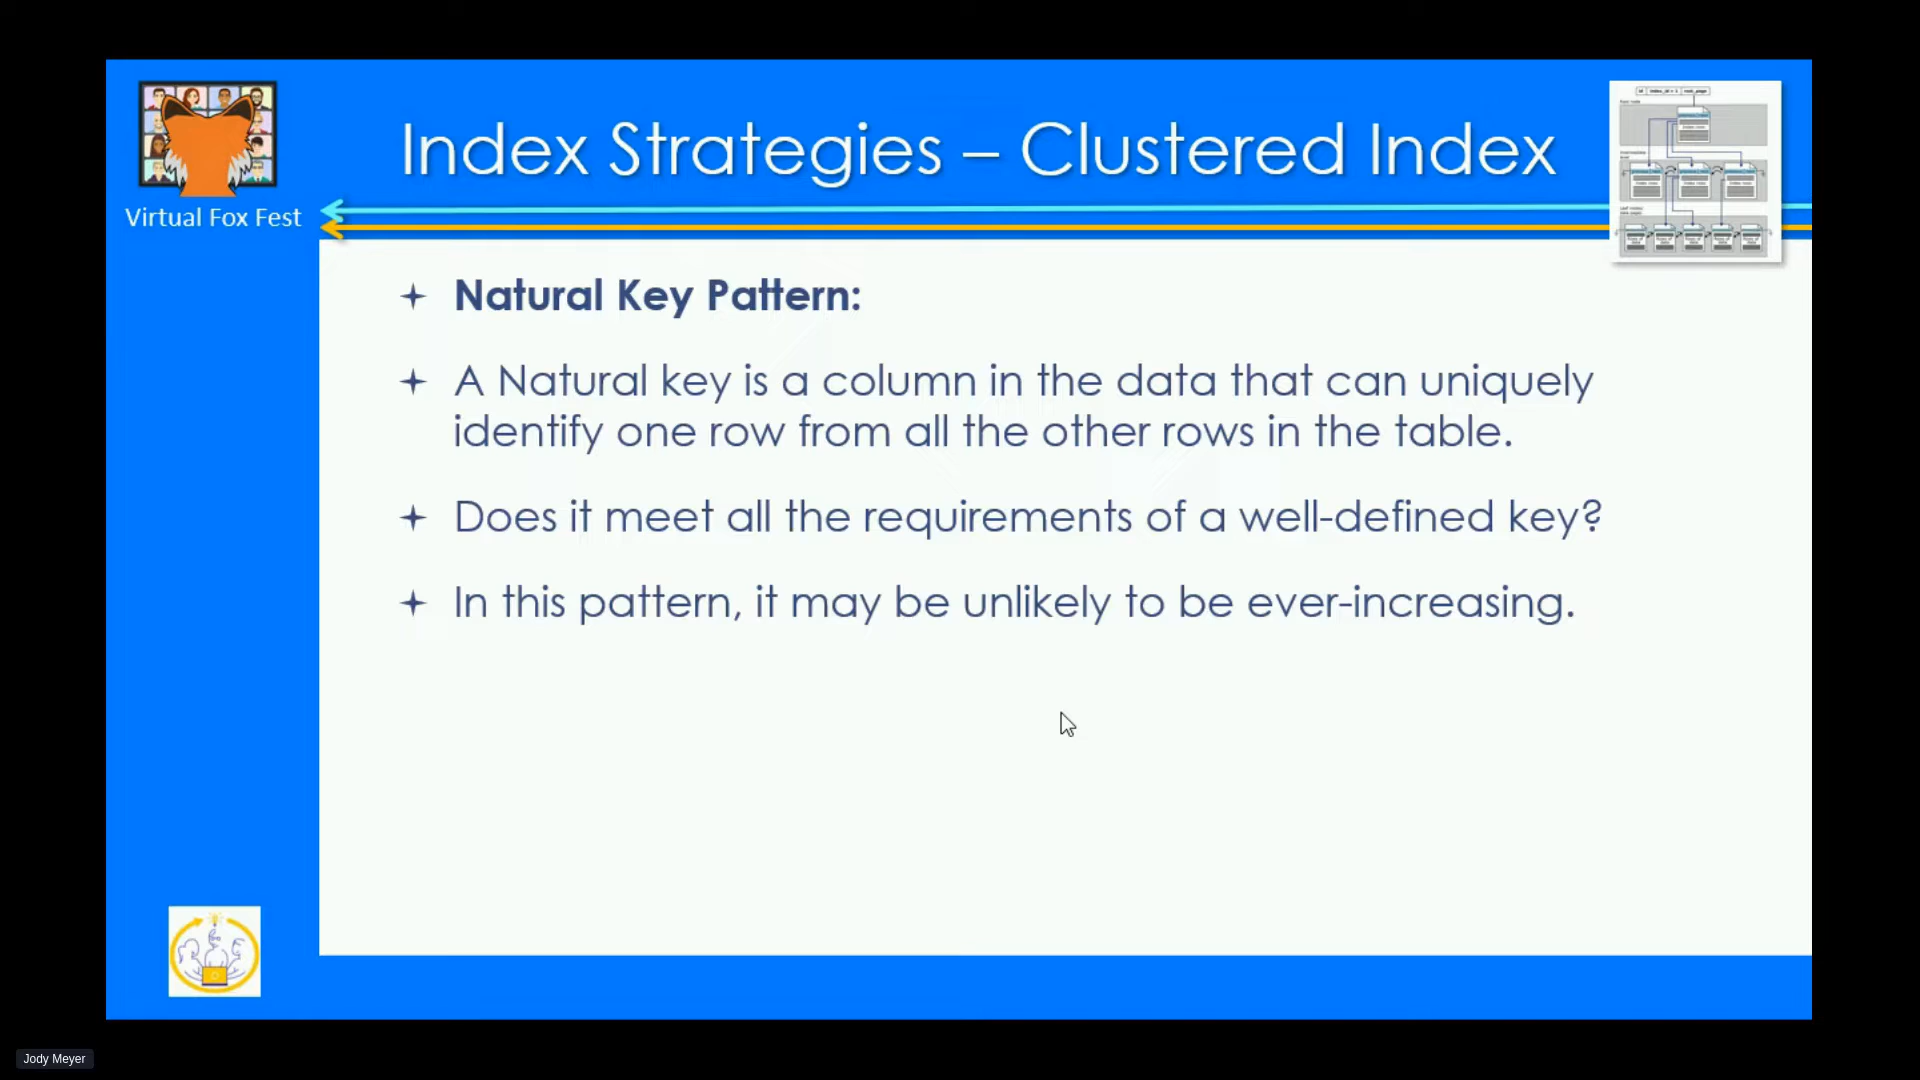 Index Strategies – Clustered Index
Virtual Fox Fest
Natural Key Pattern:
A Natural key is a column in the data that can uniquely
identify one row from all the other rows in the table.
Does it meet all the requirements of a well-defined key?
In this pattern, it may be unlikely to be ever-increasing.
Jody Meyer